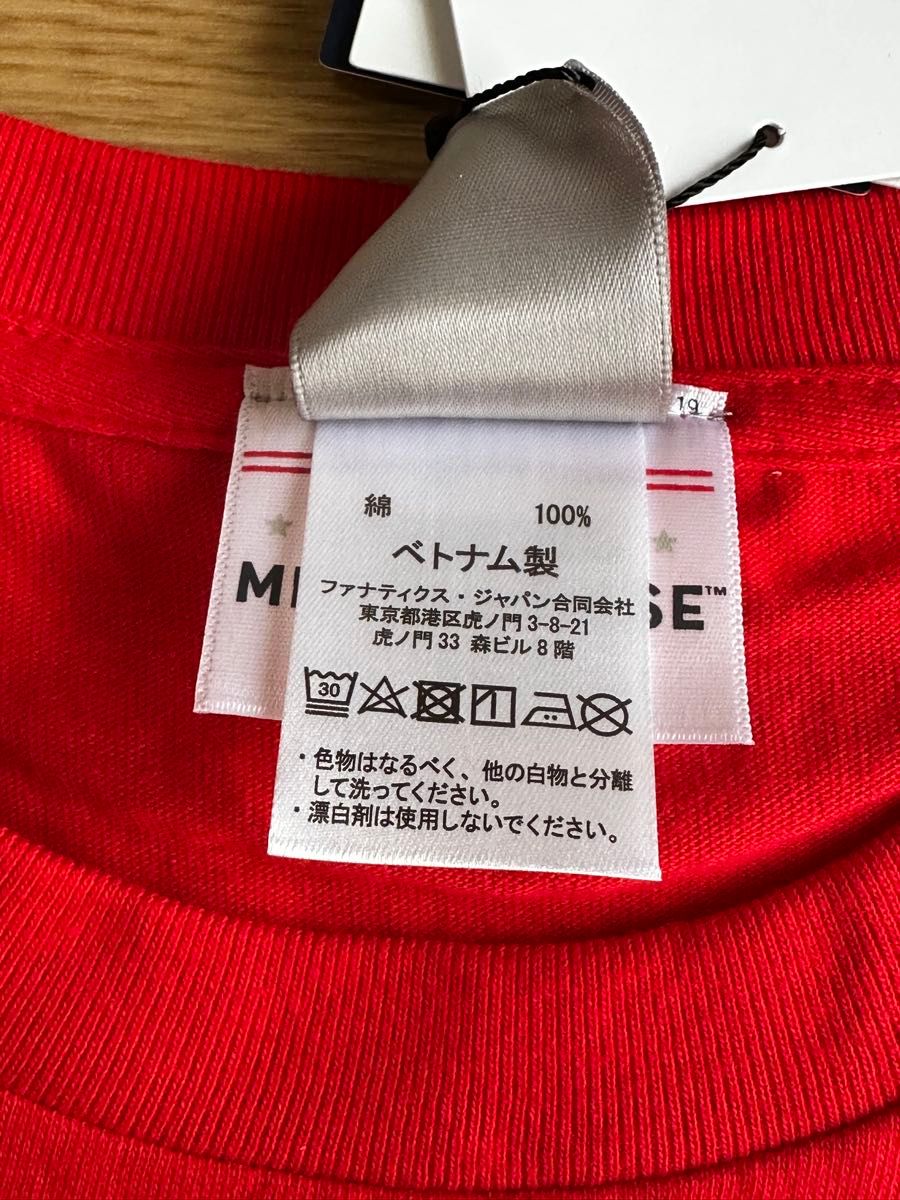 19
綿 100%
ベトナム製
ファナティクス・ジャパン合同会社
東京都港区虎ノ門 3-8-21
虎ノ門 33 森ビル 8 階
30
・色物はなるべく、他の白物と分離
して洗ってください。
・漂白剤は使用しないでください。